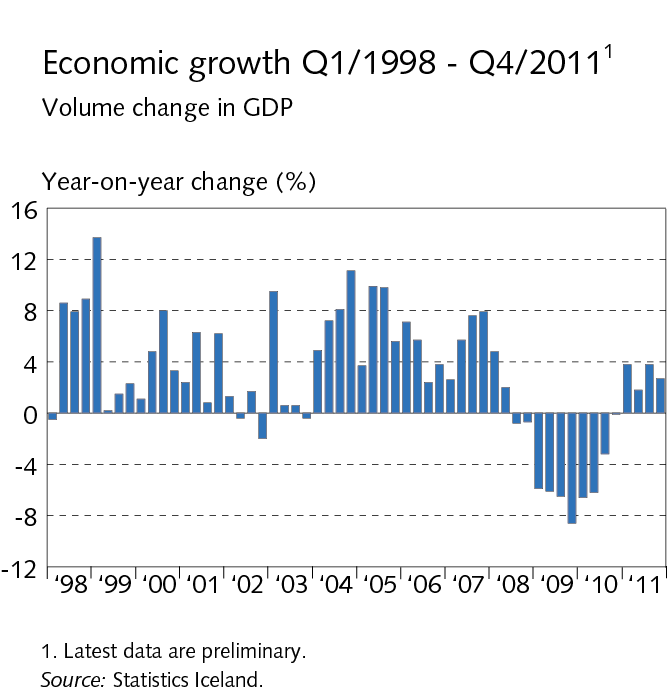 Economic growth Q1/1998 - Q4/2011¹
Volume change in GDP
Year-on-year change (%)
16
12
8
4
0
-4
-8
-12
‘98 ‘99 ‘00 ‘01 ‘02 ‘03 ‘04 ‘05 ‘06 ‘07 ‘08 ‘09 ‘10 ‘11
1. Latest data are preliminary.
Source: Statistics Iceland.